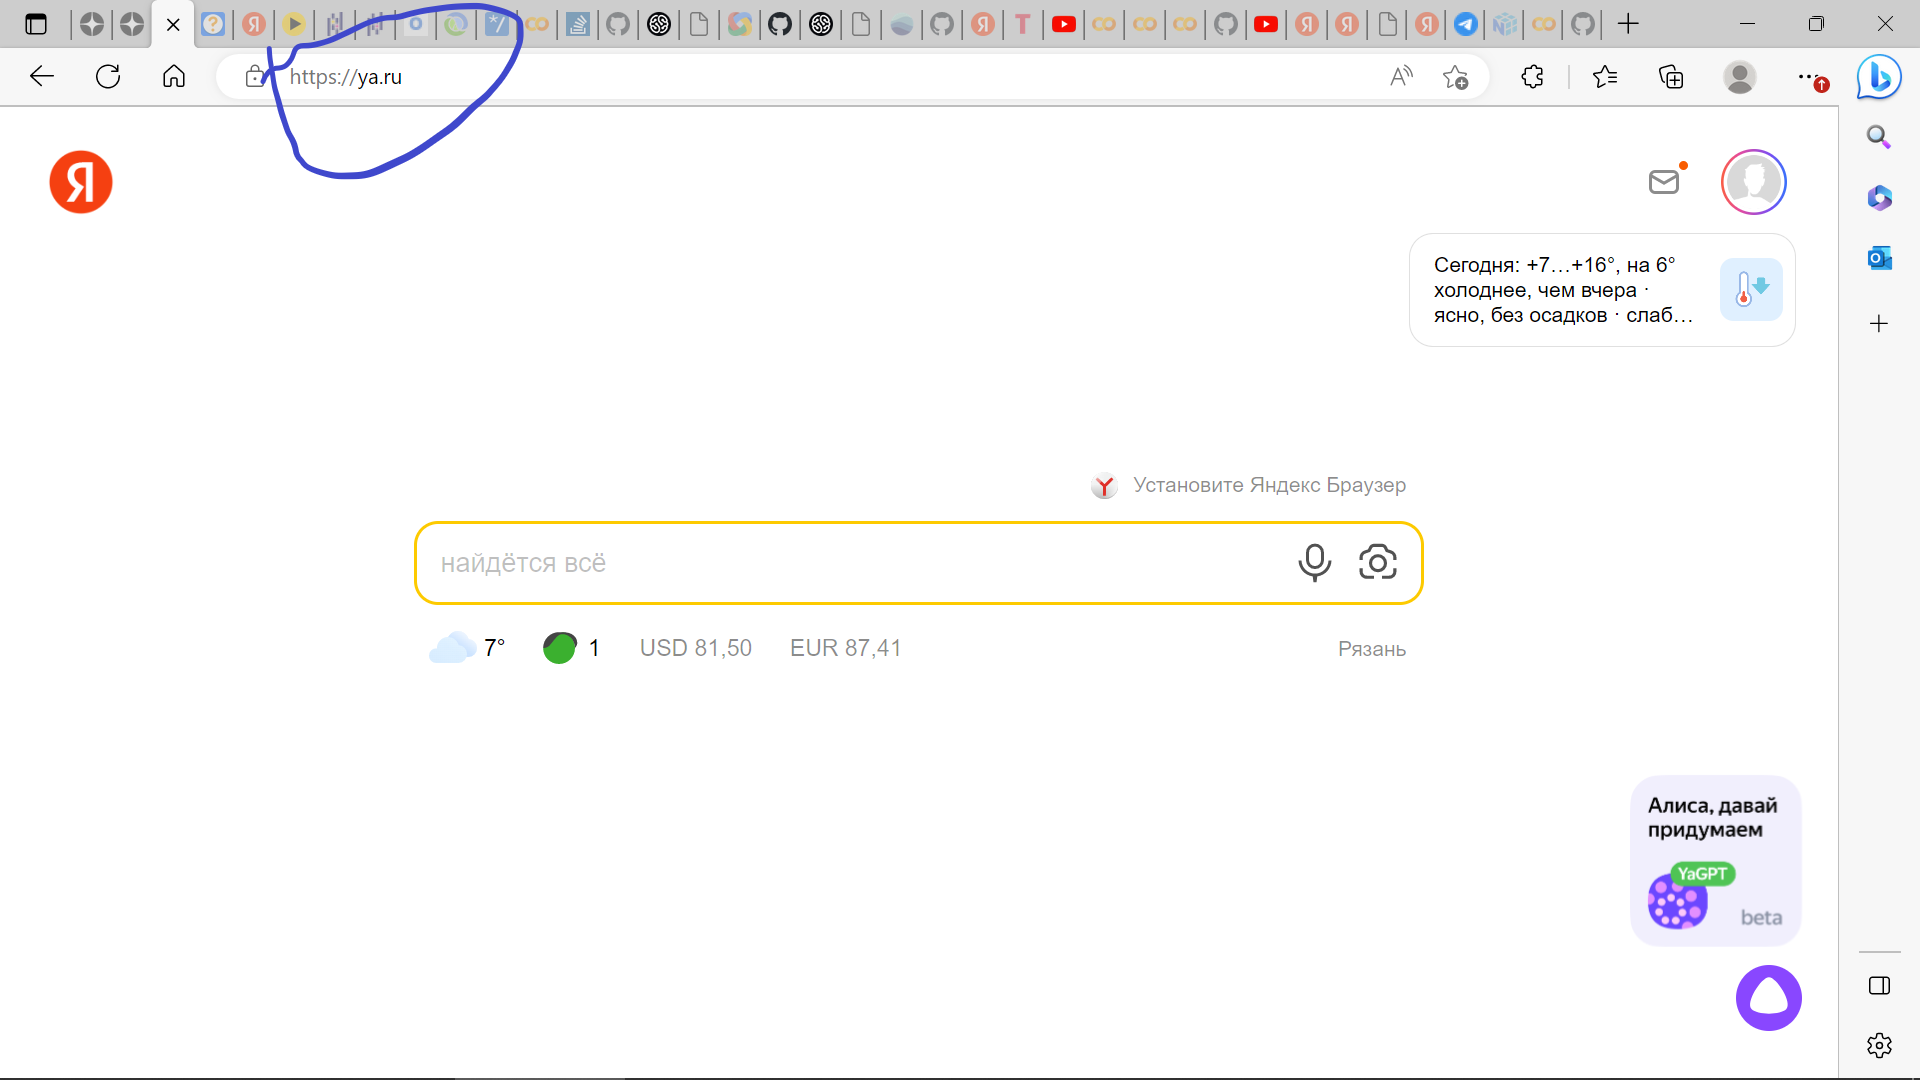 https://ya.ru
Я
Сегодня: +7…+16°, на 6°
холоднее, чем вчера ·
ясно, без осадков · слаб…
Установите Яндекс Браузер
найдётся всё
7°
1
USD 81,50
EUR 87,41
Рязань
Алиса, давай
придумаем
YaGPT
beta